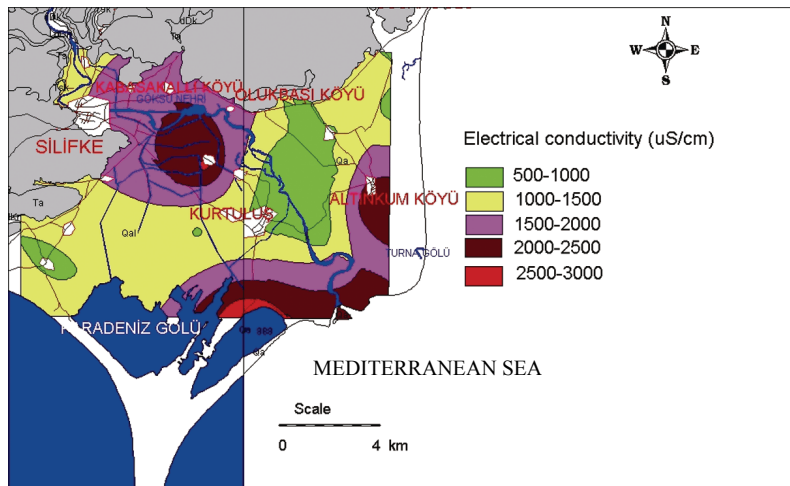 N
W E
S
KABASAKALLI KÖYÜ
GÖKSU NEHRİ
OLUKBAŞI KÖYÜ
SİLİFKE
Qa
Ta
ALTINKUM KÖYÜ
KURTULUŞ
Qal
TURNA GÖLÜ
PARADENİZ GÖLÜ
Qa
MEDITERRANEAN SEA
Scale
0 4 km
Electrical conductivity (uS/cm)
500-1000
1000-1500
1500-2000
2000-2500
2500-3000